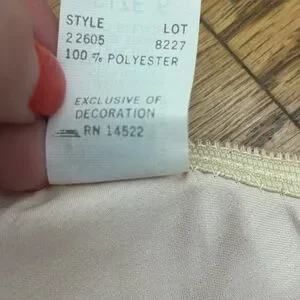 STYLE LOT
22605 8227
100 % POLYESTER
EXCLUSIVE OF
DECORATION
RN 14522